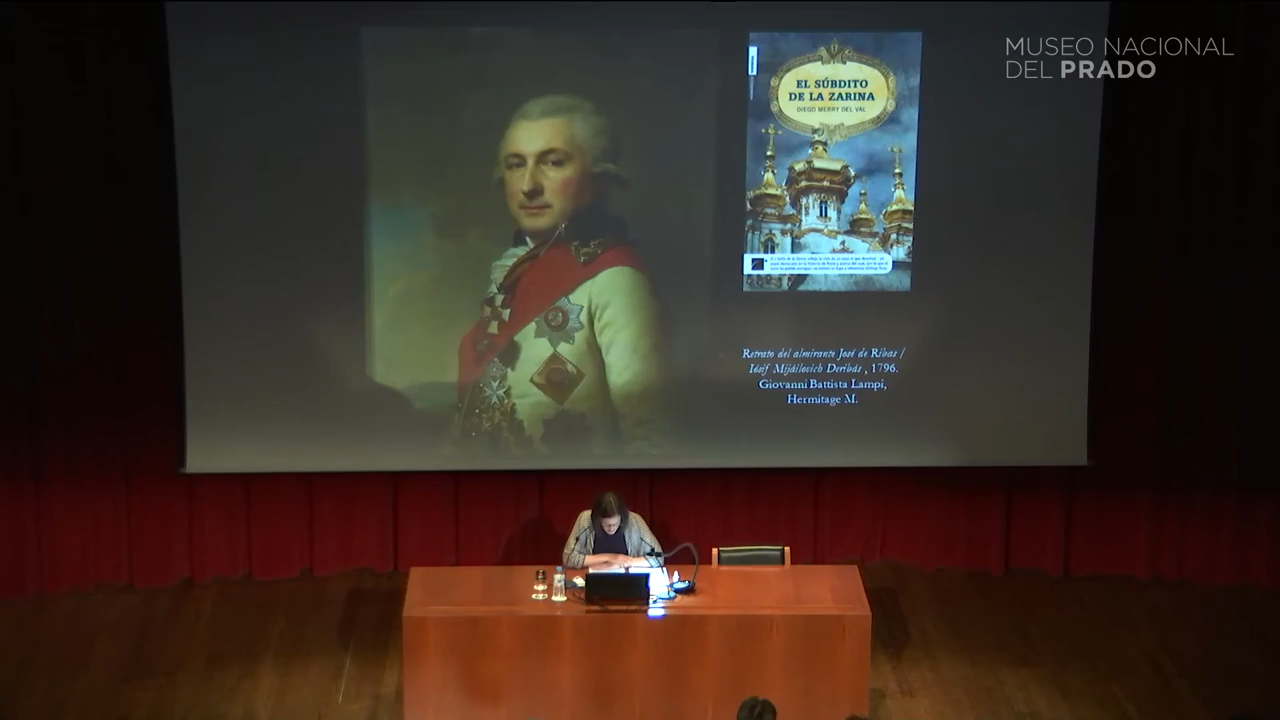 MUSEO NACIONAL
DEL PRADO
EL SÚBDITO
DE LA ZARINA
DIEGO MERRY DEL VAL
Retrato del almirante José de Ribas /
Iósif Mijáilovich Deribás , 1796.
Giovanni Battista Lampi,
Hermitage M.